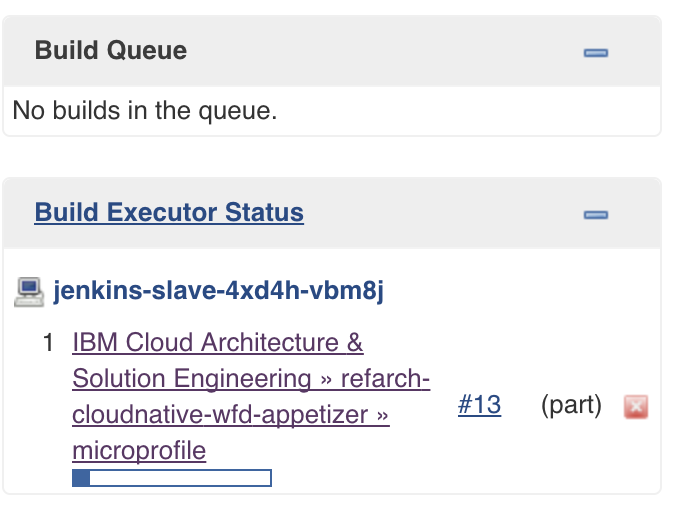 Build Queue
No builds in the queue.
Build Executor Status
jenkins-slave-4xd4h-vbm8j
1 IBM Cloud Architecture &
Solution Engineering » refarch-
cloudnative-wfd-appetizer »
microprofile
#13 (part)